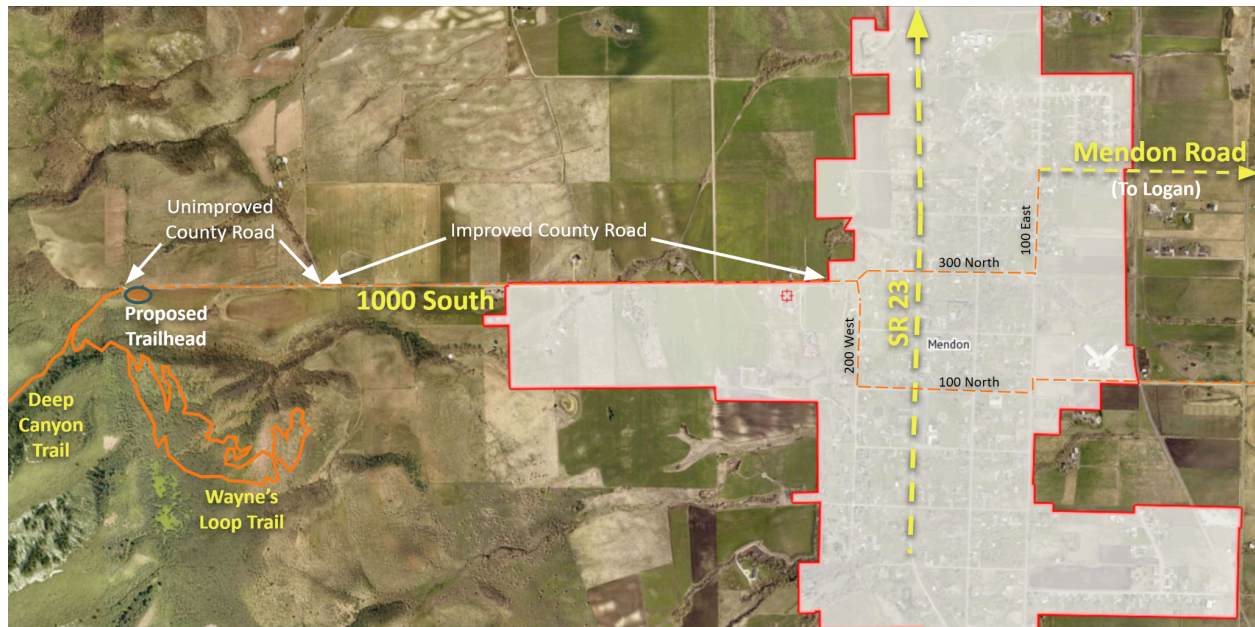 Mendon Road
(To Logan)
Unimproved
County Road
Improved County Road
100 East
300 North
1000 South
Proposed
Trailhead
SR 23
200 West
Mendon
100 North
Deep
Canyon
Trail
Wayne's
Loop Trail